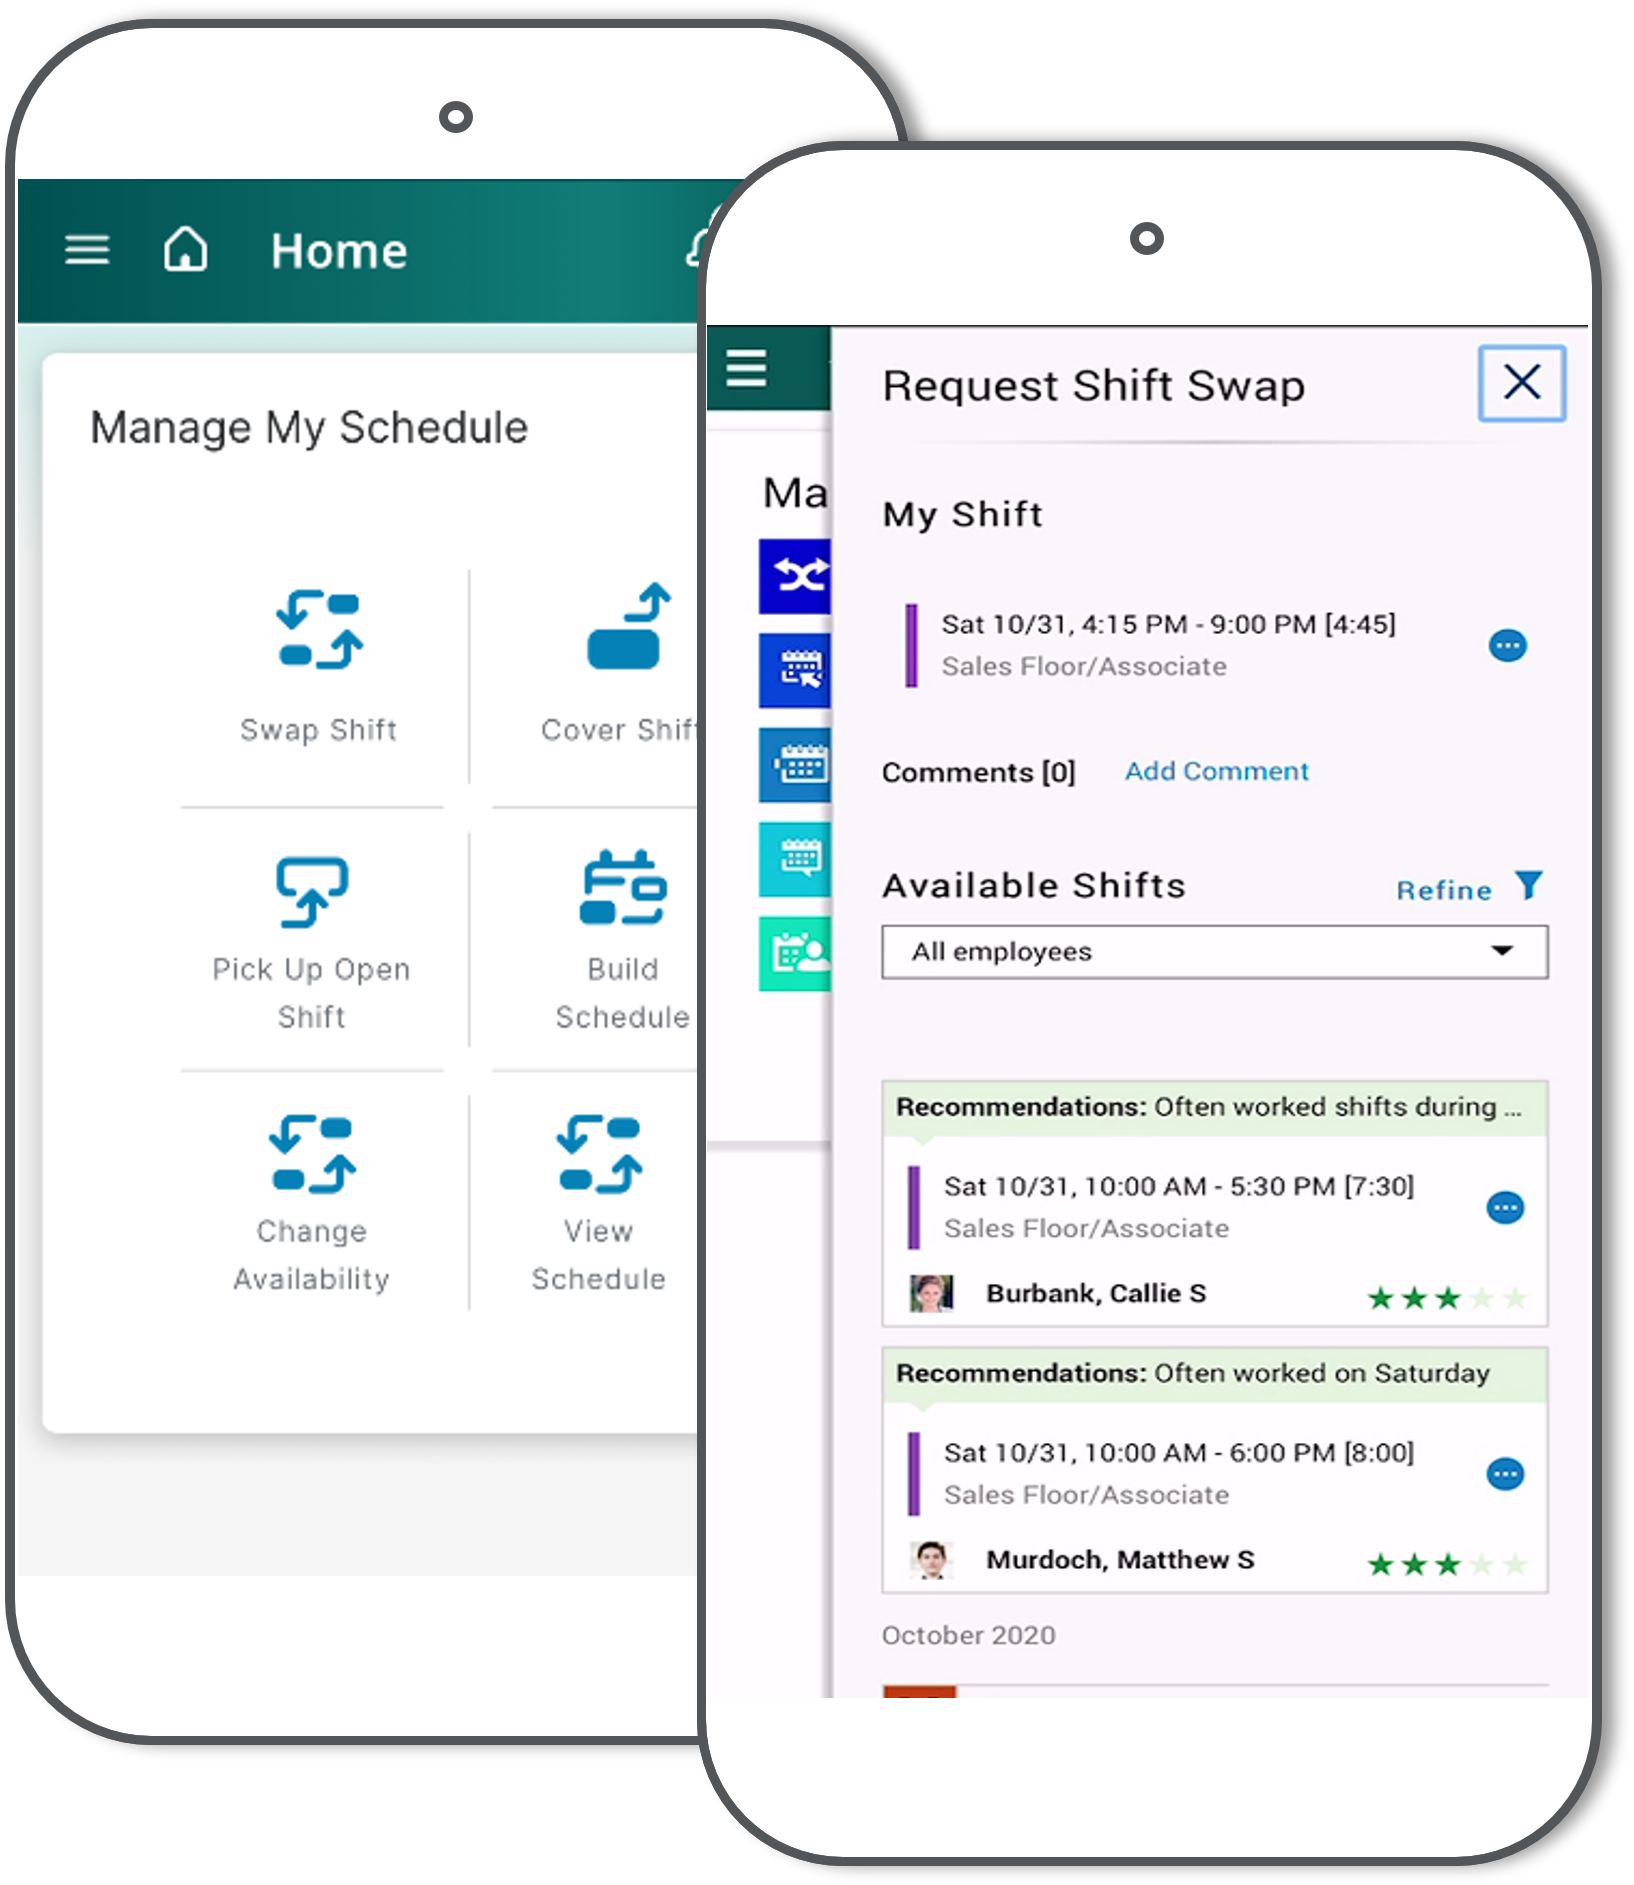 Home
Manage My Schedule
Swap Shift
Cover Shift
Pick Up Open
Shift
Build
Schedule
Change
Availability
View
Schedule
Ma
Request Shift Swap
My Shift
Sat 10/31, 4:15 PM - 9:00 PM [4:45]
Sales Floor/Associate
Comments [0] Add Comment
Available Shifts
Refine
All employees
Recommendations: Often worked shifts during ...
Sat 10/31, 10:00 AM - 5:30 PM [7:30]
Sales Floor/Associate
Burbank, Callie S
Recommendations: Often worked on Saturday
Sat 10/31, 10:00 AM - 6:00 PM [8:00]
Sales Floor/Associate
Murdoch, Matthew S
October 2020